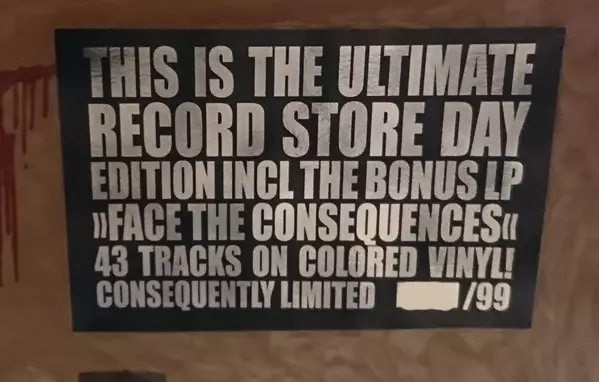 THIS IS THE ULTIMATE
RECORD STORE DAY
EDITION INCL THE BONUS LP
»FACE THE CONSEQUENCES«
43 TRACKS ON COLORED VINYL!
CONSEQUENTLY LIMITED /99